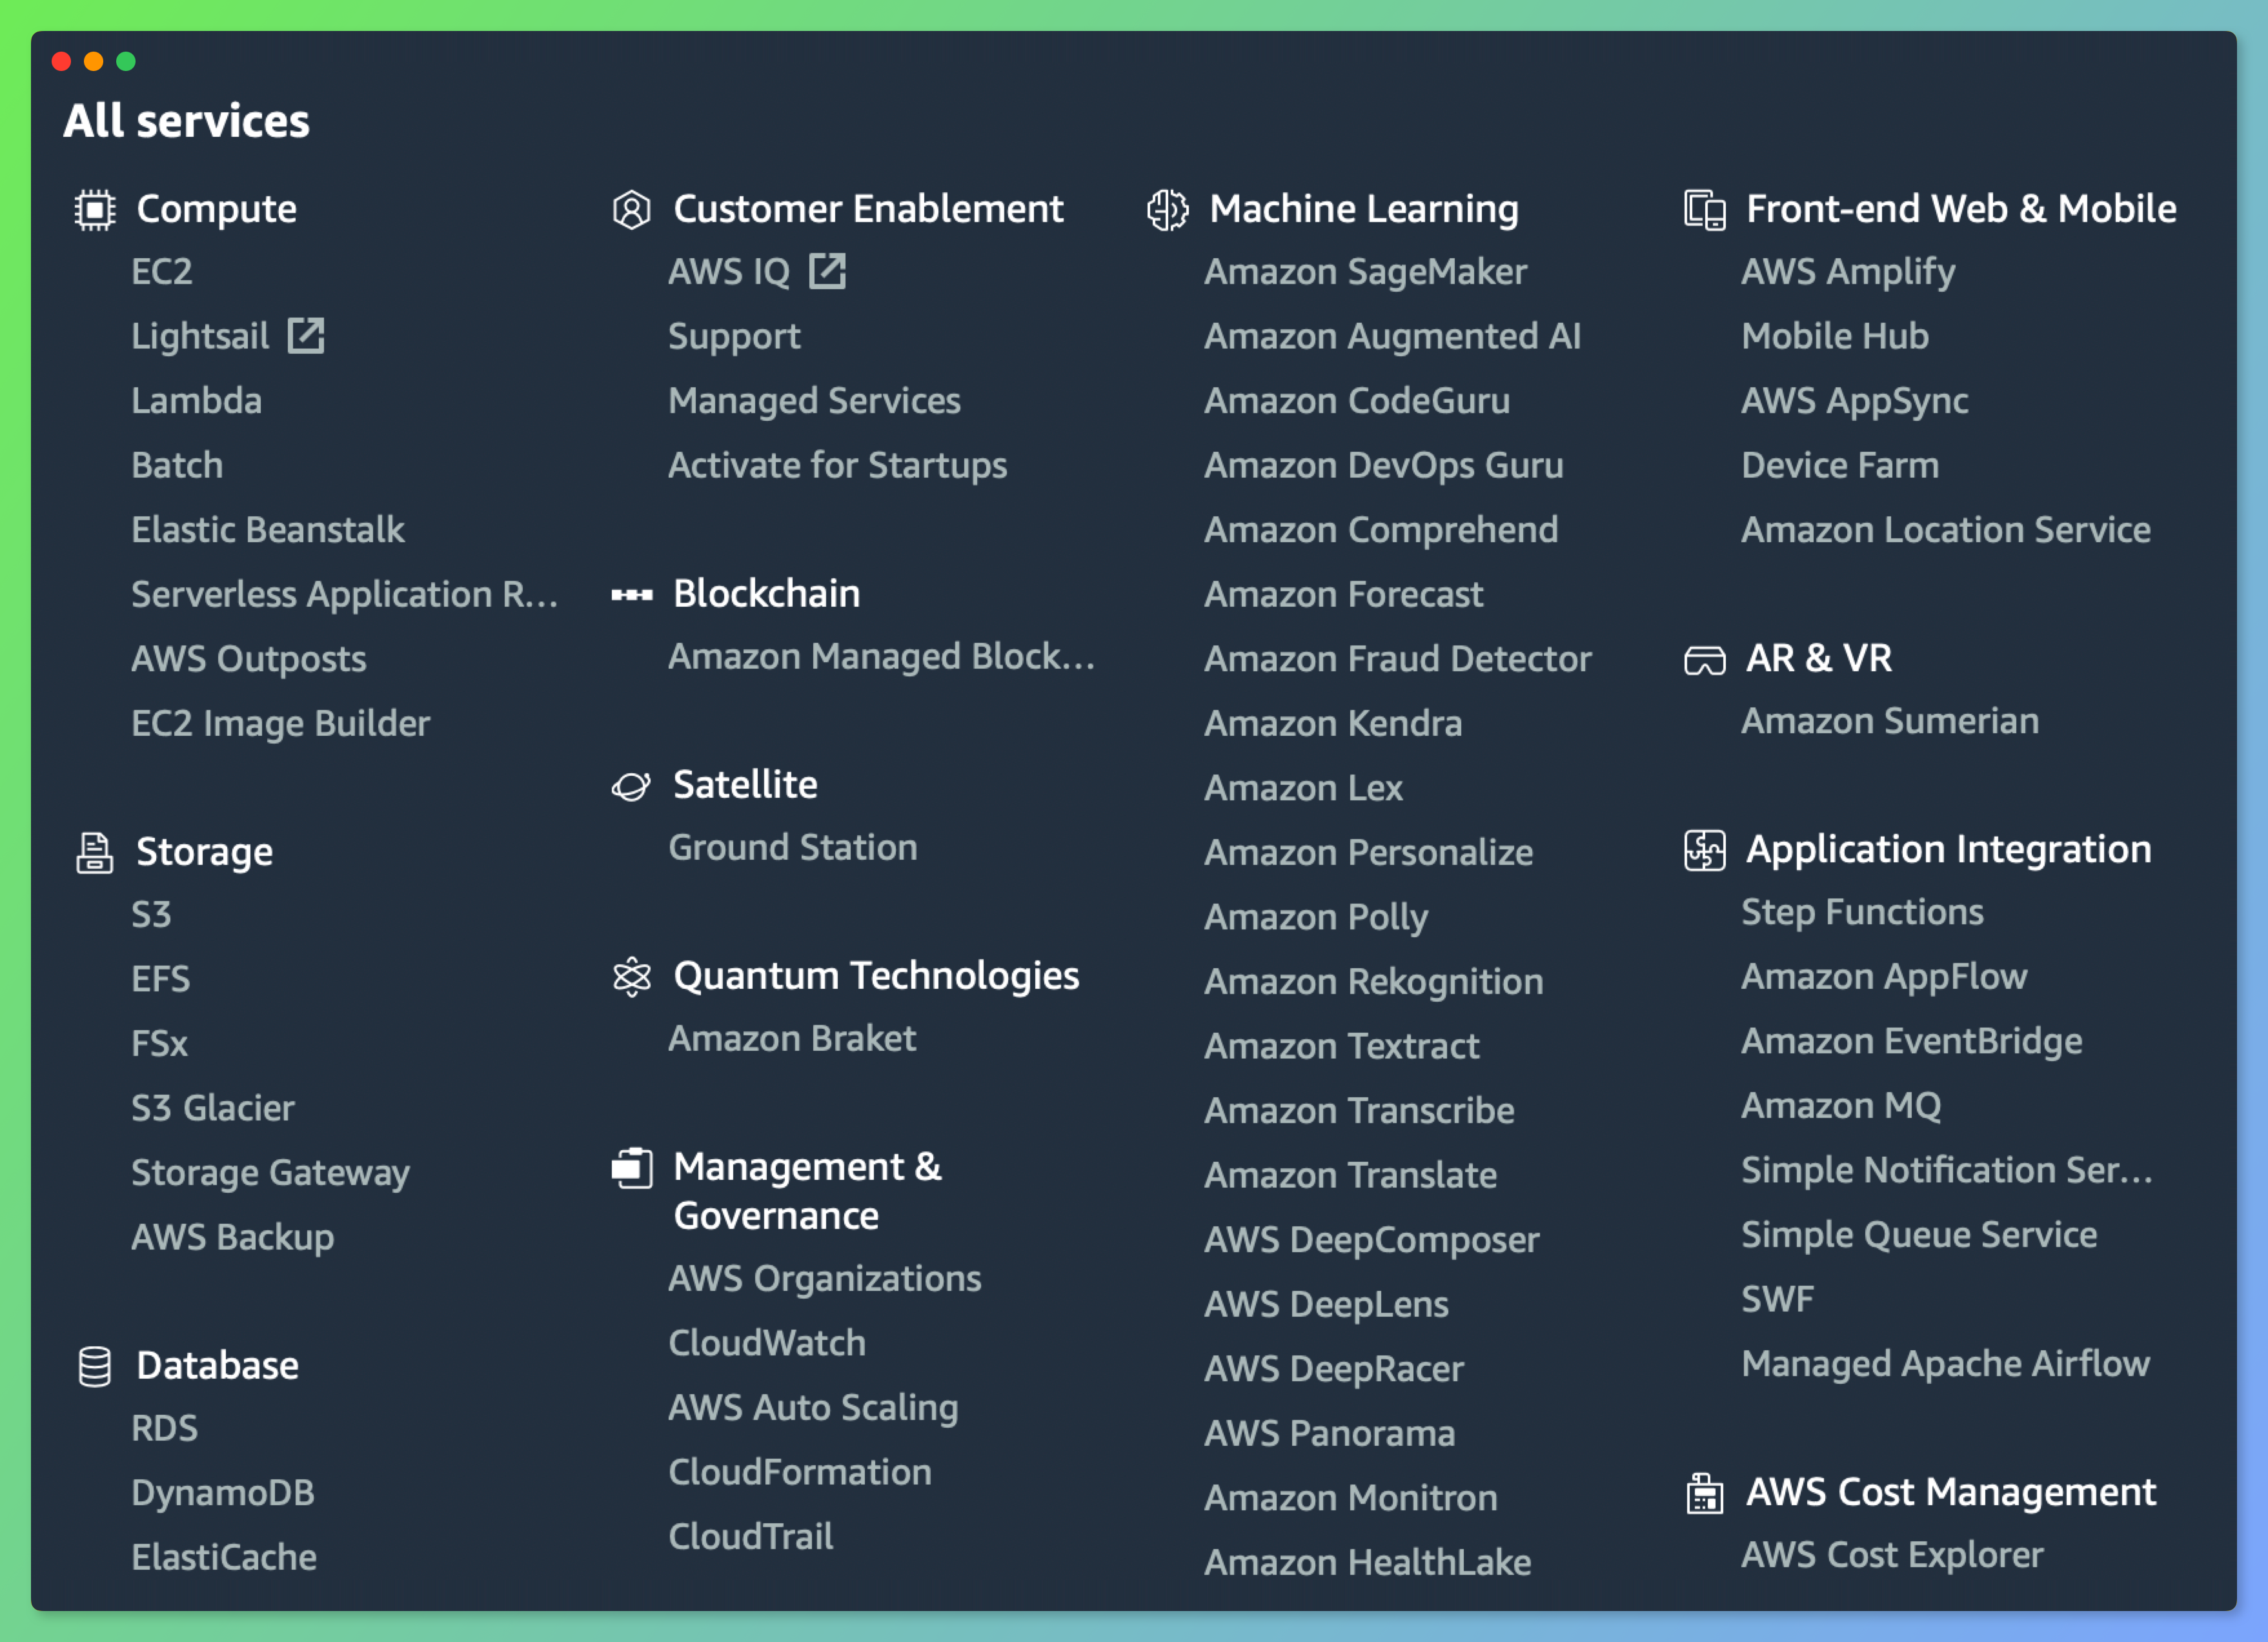 All services
Compute
EC2
Lightsail
Lambda
Batch
Elastic Beanstalk
Serverless Application R...
AWS Outposts
EC2 Image Builder
Storage
S3
EFS
FSx
S3 Glacier
Storage Gateway
AWS Backup
Database
RDS
DynamoDB
ElastiCache
Customer Enablement
AWS IQ
Support
Managed Services
Activate for Startups
Blockchain
Amazon Managed Block...
Satellite
Ground Station
Quantum Technologies
Amazon Braket
Management &
Governance
AWS Organizations
CloudWatch
AWS Auto Scaling
CloudFormation
CloudTrail
Machine Learning
Amazon SageMaker
Amazon Augmented AI
Amazon CodeGuru
Amazon DevOps Guru
Amazon Comprehend
Amazon Forecast
Amazon Fraud Detector
Amazon Kendra
Amazon Lex
Amazon Personalize
Amazon Polly
Amazon Rekognition
Amazon Textract
Amazon Transcribe
Amazon Translate
AWS DeepComposer
AWS DeepLens
AWS DeepRacer
AWS Panorama
Amazon Monitron
Amazon HealthLake
Front-end Web & Mobile
AWS Amplify
Mobile Hub
AWS AppSync
Device Farm
Amazon Location Service
AR & VR
Amazon Sumerian
Application Integration
Step Functions
Amazon AppFlow
Amazon EventBridge
Amazon MQ
Simple Notification Ser...
Simple Queue Service
SWF
Managed Apache Airflow
AWS Cost Management
AWS Cost Explorer